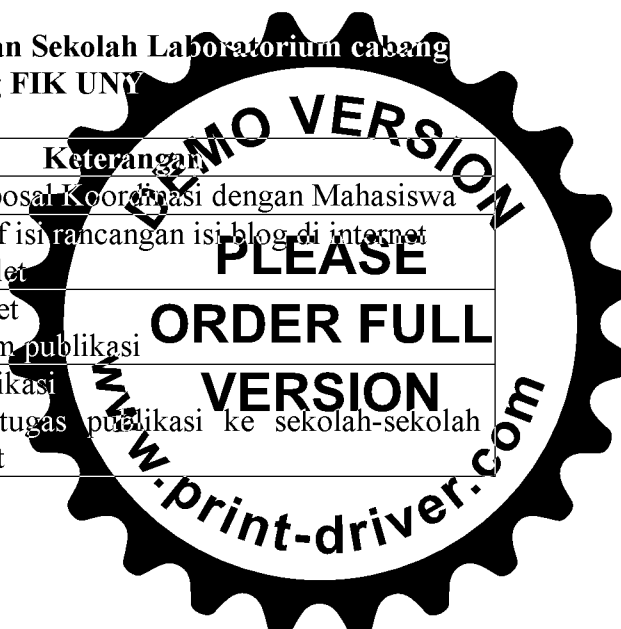 an Sekolah Laboratorium cabang
g FIK UNY
Keterangan
posal Koordinasi dengan Mahasiswa
f isi rancangan isi blog di internet
let
et
m publikasi
ikasi
tugas publikasi ke sekolah-sekolah
t
DEMO VERSION
PLEASE
ORDER FULL
VERSION
www.print-driver.com